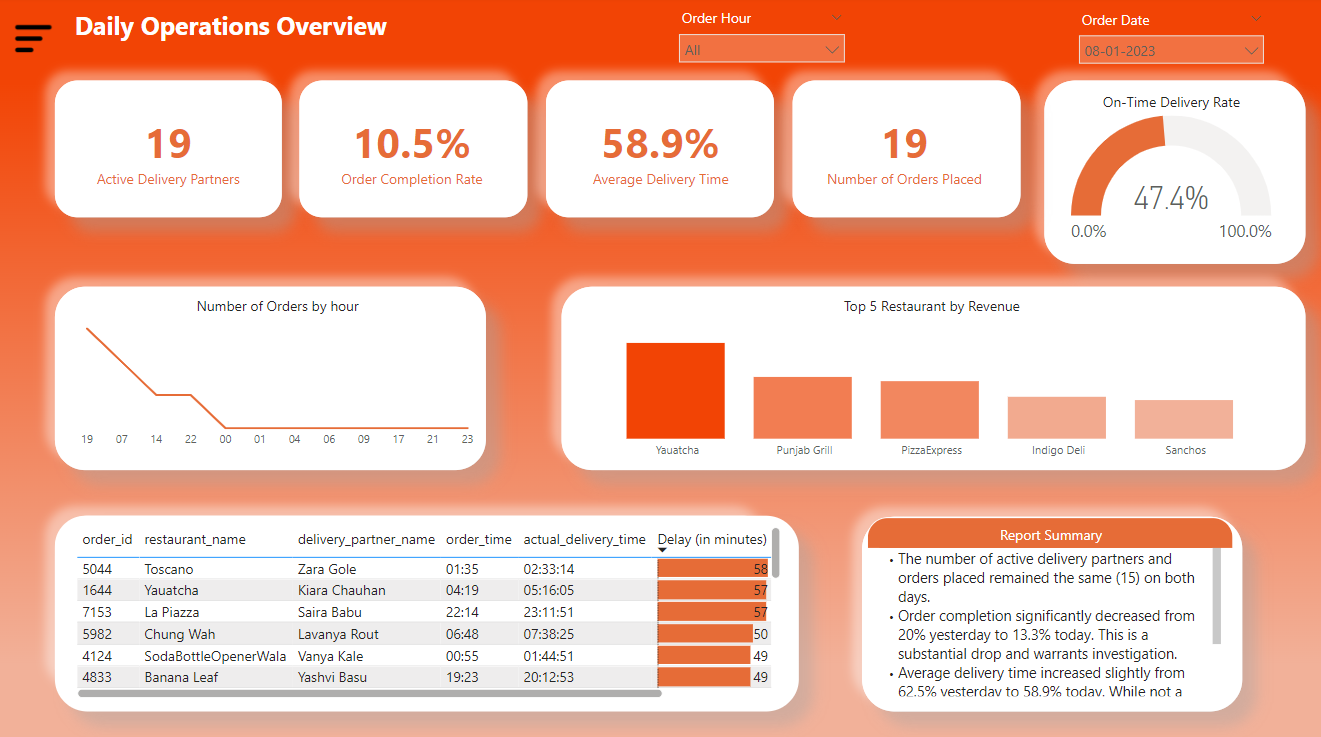 Daily Operations Overview
Order Hour
All
Order Date
08-01-2023
19
Active Delivery Partners
10.5%
Order Completion Rate
58.9%
Average Delivery Time
19
Number of Orders Placed
On-Time Delivery Rate
47.4%
0.0% 100.0%
Number of Orders by hour
19 07 14 22 00 01 04 06 09 17 21 23
Top 5 Restaurant by Revenue
Yauatcha Punjab Grill PizzaExpress Indigo Deli Sanchos
order_id restaurant_name delivery_partner_name order_time actual_delivery_time Delay (in minutes)
5044 Toscano Zara Gole 01:35 02:33:14 58
1644 Yauatcha Kiara Chauhan 04:19 05:16:05 57
7153 La Piazza Saira Babu 22:14 23:11:51 57
5982 Chung Wah Lavanya Rout 06:48 07:38:25 50
4124 SodaBottleOpenerWala Vanya Kale 00:55 01:44:51 49
4833 Banana Leaf Yashvi Basu 19:23 20:12:53 49
Report Summary
• The number of active delivery partners and
orders placed remained the same (15) on both
days.
• Order completion significantly decreased from
20% yesterday to 13.3% today. This is a
substantial drop and warrants investigation.
• Average delivery time increased slightly from
62.5% yesterday to 58.9% today. While not a